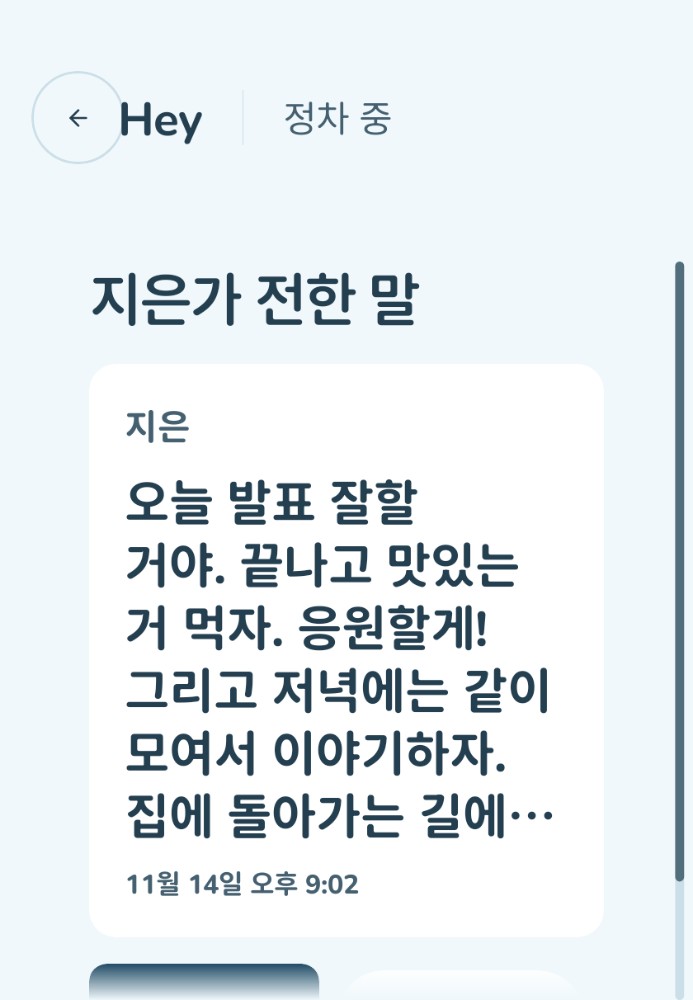 Hey
정차 중
지은가 전한 말
지은
오늘 발표 잘할
거야. 끝나고 맛있는
거 먹자. 응원할게!
그리고 저녁에는 같이
모여서 이야기하자.
집에 돌아가는 길에…
11월 14일 오후 9:02